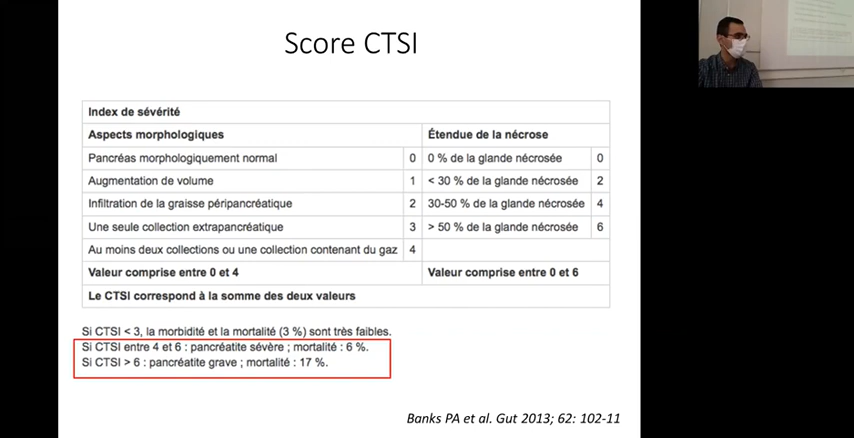 Score CTSI
Index de sévérité
Aspects morphologiques Étendue de la nécrose
Pancréas morphologiquement normal 0 0 % de la glande nécrosée 0
Augmentation de volume 1 < 30 % de la glande nécrosée 2
Infiltration de la graisse péripancréatique 2 30-50 % de la glande nécrosée 4
Une seule collection extrapancréatique 3 > 50 % de la glande nécrosée 6
Au moins deux collections ou une collection contenant du gaz 4
Valeur comprise entre 0 et 4 Valeur comprise entre 0 et 6
Le CTSI correspond à la somme des deux valeurs
Si CTSI < 3, la morbidité et la mortalité (3 %) sont très faibles.
Si CTSI entre 4 et 6 : pancréatite sévère ; mortalité : 6 %.
Si CTSI > 6 : pancréatite grave ; mortalité : 17 %.
Banks PA et al. Gut 2013; 62: 102-11